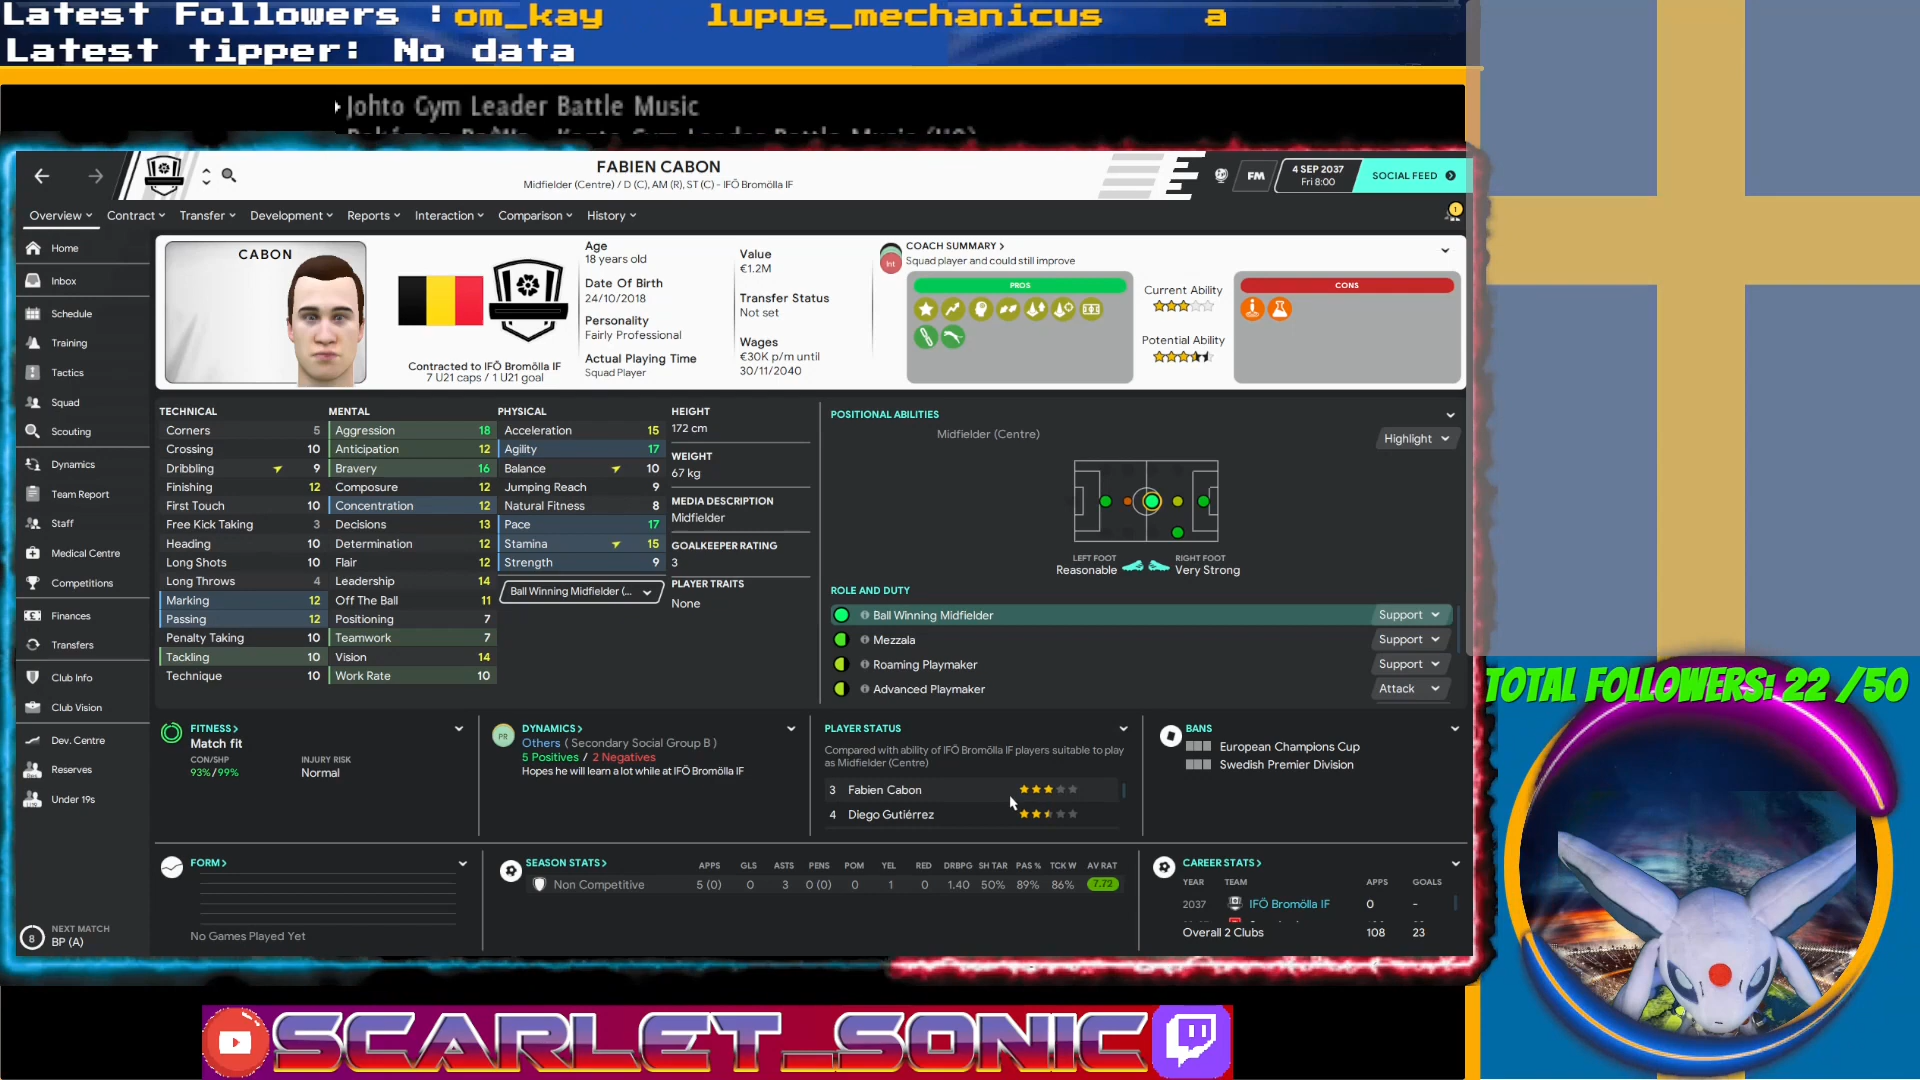 Latest Followers : om_kay lupus_mechanicus a
Latest tipper: No data
Johto Gym Leader Battle Music
FABIEN CABON
Midfielder (Centre) / D (C), AM (R), ST (C) - IFÖ Bromölla IF
FM
4 SEP 2037
Fri 8:00
SOCIAL FEED
Overview Contract Transfer Development Reports Interaction Comparison History
1
Home
Inbox
Schedule
Training
Tactics
Squad
Scouting
Dynamics
Team Report
Staff
Medical Centre
Competitions
Finances
Transfers
Club Info
Club Vision
Dev. Centre
Reserves
Under 19s
8
NEXT MATCH
BP (A)
CABON
Contracted to IFÖ Bromölla IF
7 U21 caps / 1 U21 goal
Age
18 years old
Date Of Birth
24/10/2018
Personality
Fairly Professional
Actual Playing Time
Squad Player
Value
€1.2M
Transfer Status
Not set
Wages
€30K p/m until
30/11/2040
Int
COACH SUMMARY >
Squad player and could still improve
PROS
Current Ability
Potential Ability
CONS
TECHNICAL
Corners 5
Crossing 10
Dribbling 9
Finishing 12
First Touch 10
Free Kick Taking 3
Heading 10
Long Shots 10
Long Throws 4
Marking 12
Passing 12
Penalty Taking 10
Tackling 10
Technique 10
MENTAL
Aggression 18
Anticipation 12
Bravery 16
Composure 12
Concentration 12
Decisions 13
Determination 12
Flair 12
Leadership 14
Off The Ball 11
Positioning 7
Teamwork 7
Vision 14
Work Rate 10
PHYSICAL
Acceleration 15
Agility 17
Balance 10
Jumping Reach 9
Natural Fitness 8
Pace 17
Stamina 15
Strength 9
Ball Winning Midfielder (...
HEIGHT
172 cm
WEIGHT
67 kg
MEDIA DESCRIPTION
Midfielder
GOALKEEPER RATING
3
PLAYER TRAITS
None
POSITIONAL ABILITIES
Midfielder (Centre)
Highlight
LEFT FOOT
Reasonable
RIGHT FOOT
Very Strong
ROLE AND DUTY
Ball Winning Midfielder Support
Mezzala Support
Roaming Playmaker Support
Advanced Playmaker Attack
FITNESS >
Match fit
CON/SHP
93%/99%
INJURY RISK
Normal
PR
DYNAMICS >
Others ( Secondary Social Group B )
5 Positives / 2 Negatives
Hopes he will learn a lot while at IFÖ Bromölla IF
PLAYER STATUS
Compared with ability of IFÖ Bromölla IF players suitable to play
as Midfielder (Centre)
3 Fabien Cabon
4 Diego Gutiérrez
BANS
European Champions Cup
Swedish Premier Division
FORM >
No Games Played Yet
SEASON STATS > APPS GLS ASTS PENS POM YEL RED DRBPG SH TAR PAS % TCK W AV RAT
Non Competitive 5 (0) 0 3 0 (0) 0 1 0 1.40 50% 89% 86% 7.72
CAREER STATS >
YEAR TEAM APPS GOALS
2037 IFÖ Bromölla IF 0 -
Overall 2 Clubs 108 23
TOTAL FOLLOWERS: 22 /50
SCARLET_SONIC